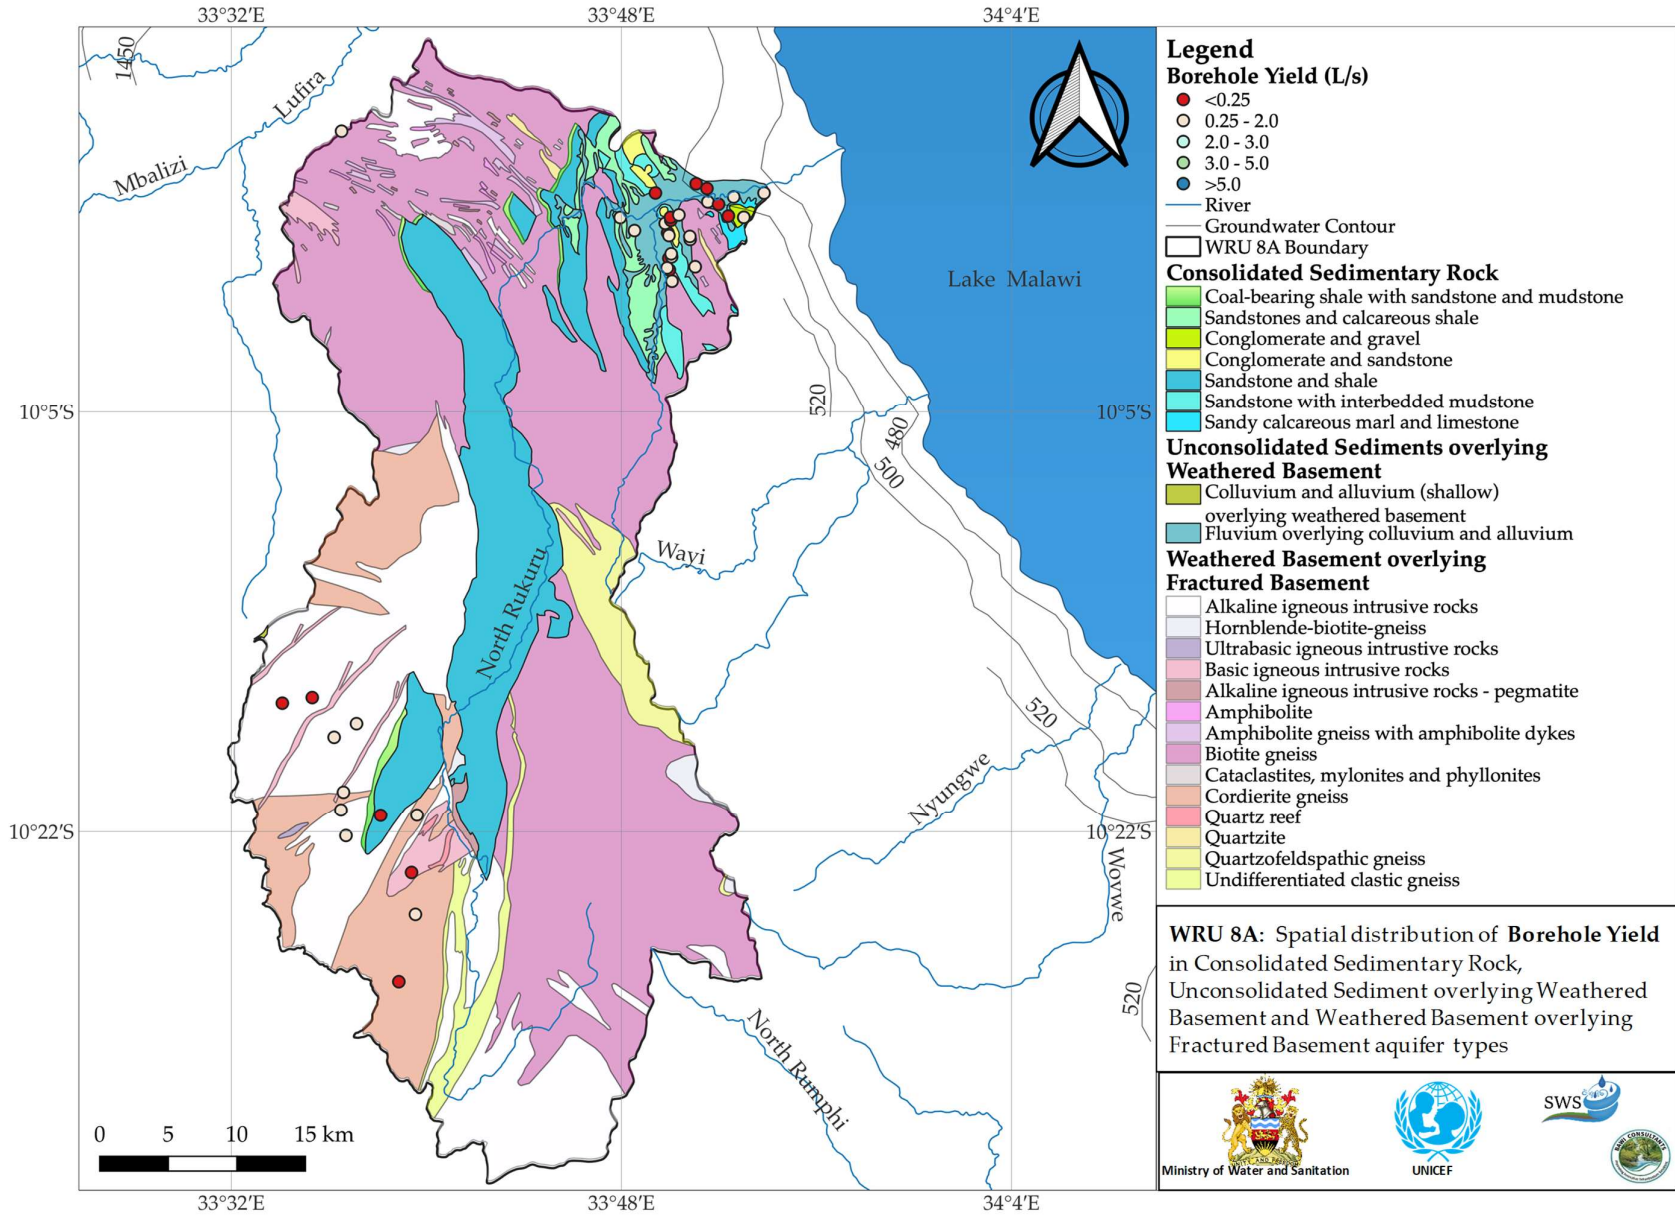 33°32'E
33°48'E
34°4'E
1450
Lufira
Mbalizi
Lake Malawi
10°5'S
10°5'S
520
480
500
Wayi
North Rukuru
520
Nyungwe
10°22'S
10°22'S
Wovwe
520
North Rumphi
0 5 10 15 km
33°32'E
33°48'E
34°4'E
Legend
Borehole Yield (L/s)
<0.25
0.25 - 2.0
2.0 - 3.0
3.0 - 5.0
>5.0
River
Groundwater Contour
WRU 8A Boundary
Consolidated Sedimentary Rock
Coal-bearing shale with sandstone and mudstone
Sandstones and calcareous shale
Conglomerate and gravel
Conglomerate and sandstone
Sandstone and shale
Sandstone with interbedded mudstone
Sandy calcareous marl and limestone
Unconsolidated Sediments overlying
Weathered Basement
Colluvium and alluvium (shallow)
overlying weathered basement
Fluvium overlying colluvium and alluvium
Weathered Basement overlying
Fractured Basement
Alkaline igneous intrusive rocks
Hornblende-biotite-gneiss
Ultrabasic igneous intrustive rocks
Basic igneous intrusive rocks
Alkaline igneous intrusive rocks - pegmatite
Amphibolite
Amphibolite gneiss with amphibolite dykes
Biotite gneiss
Cataclastites, mylonites and phyllonites
Cordierite gneiss
Quartz reef
Quartzite
Quartzofeldspathic gneiss
Undifferentiated clastic gneiss
WRU 8A: Spatial distribution of Borehole Yield
in Consolidated Sedimentary Rock,
Unconsolidated Sediment overlying Weathered
Basement and Weathered Basement overlying
Fractured Basement aquifer types
Ministry of Water and Sanitation
UNICEF
SWS
BAWI CONSULTANTS